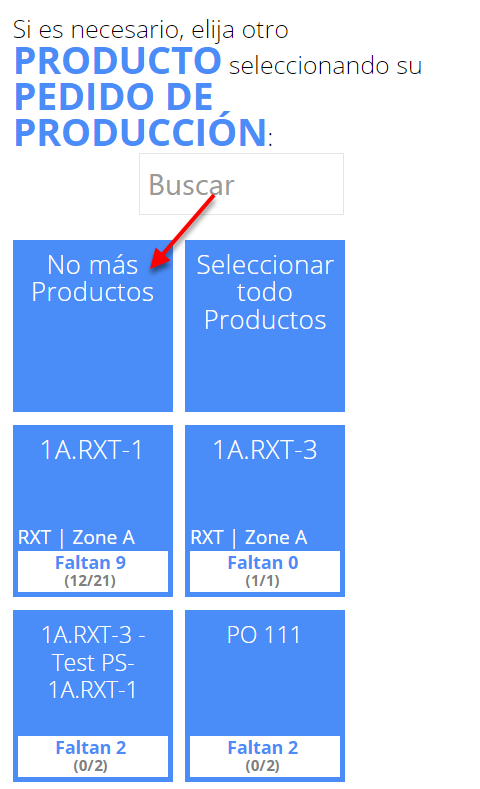 Si es necesario, elija otro
PRODUCTO seleccionando su
PEDIDO DE
PRODUCCIÓN:
Buscar
No más
Productos
Seleccionar
todo
Productos
1A.RXT-1
RXT | Zone A
Faltan 9
(12/21)
1A.RXT-3
RXT | Zone A
Faltan 0
(1/1)
1A.RXT-3 -
Test PS-
1A.RXT-1
Faltan 2
(0/2)
PO 111
Faltan 2
(0/2)